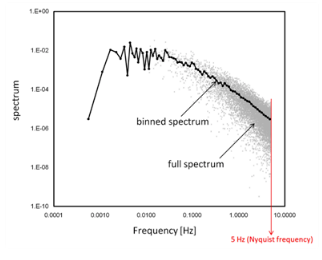 1.E+00
1.E-02
1.E-04
1.E-06
1.E-08
1.E-10
spectrum
binned spectrum
full spectrum
0.0001 0.0010 0.0100 0.1000 1.0000 10.0000
Frequency [Hz]
5 Hz (Nyquist frequency)